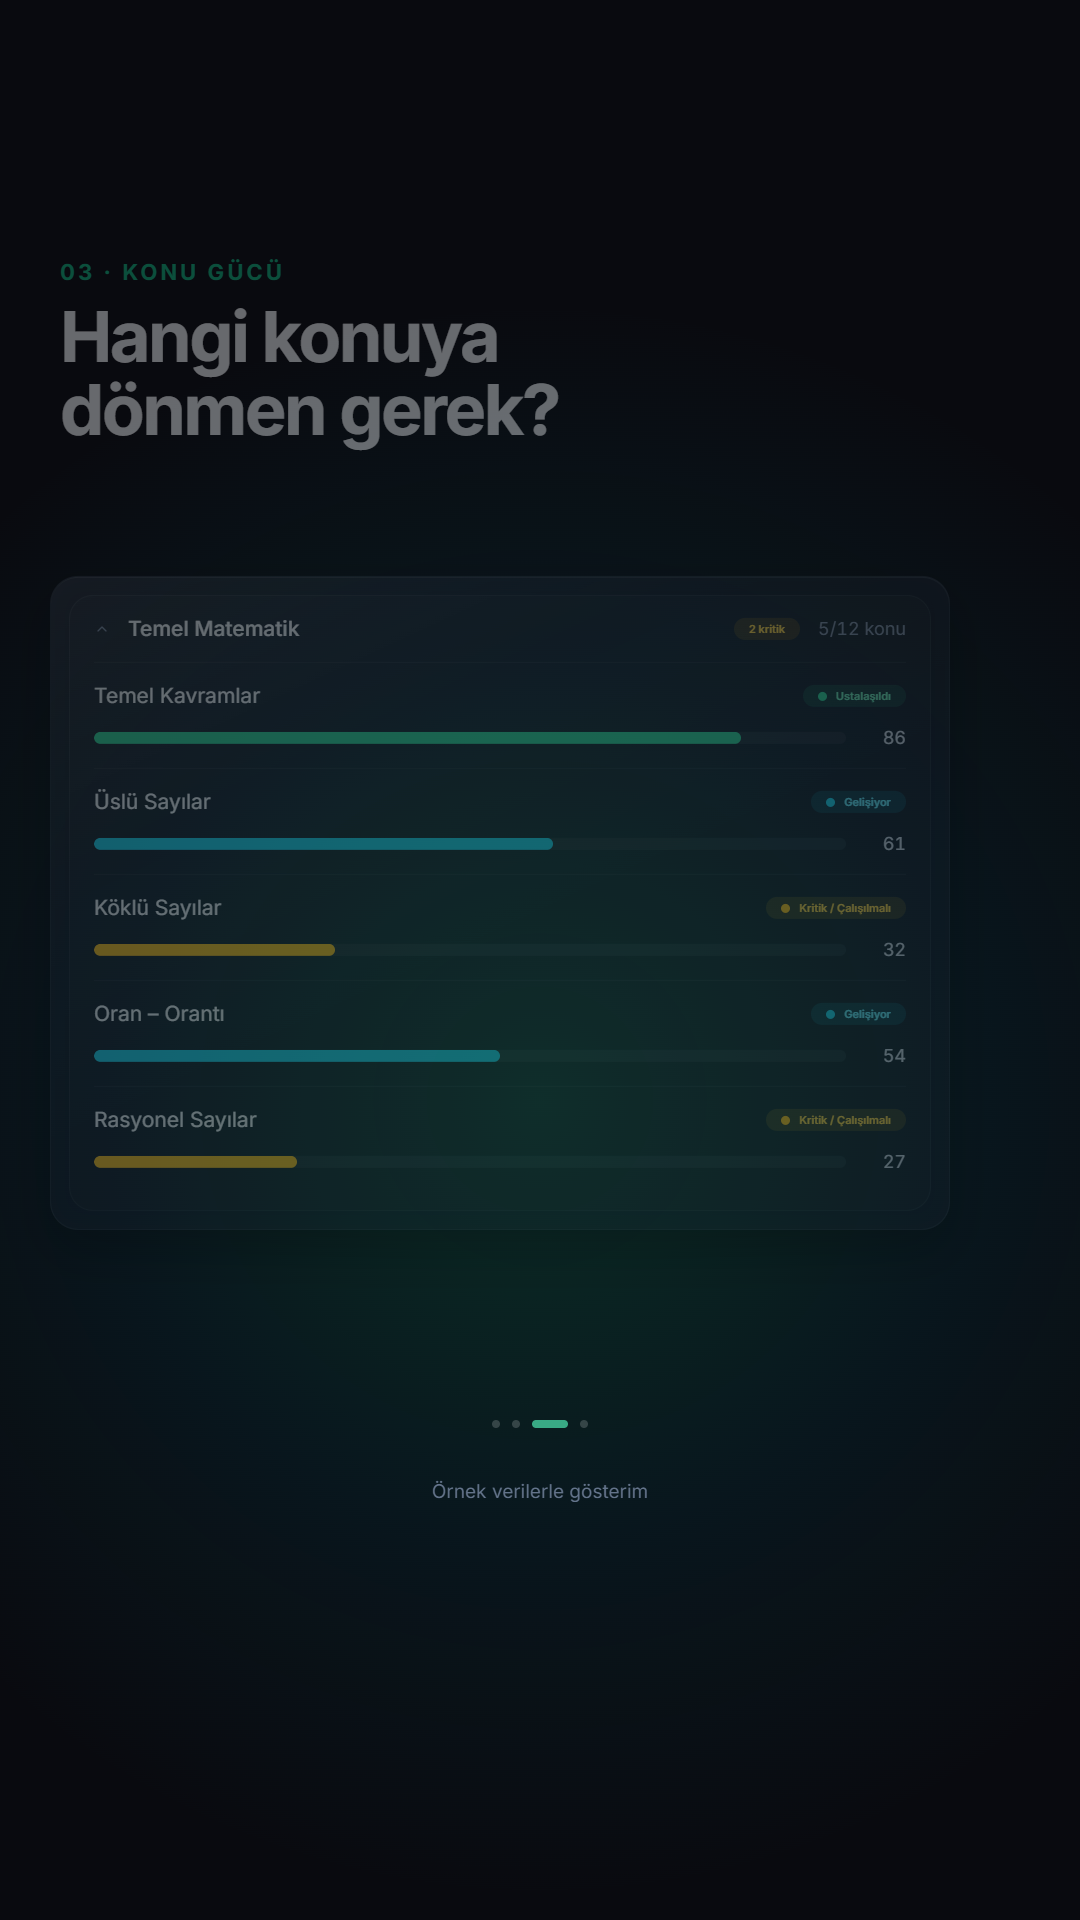 03 · KONU GÜCÜ
Hangi konuya
dönmen gerek?
Temel Matematik 2 kritik 5/12 konu
Temel Kavramlar Ustalaşıldı
86
Üslü Sayılar Gelişiyor
61
Köklü Sayılar Kritik / Çalışılmalı
32
Oran – Orantı Gelişiyor
54
Rasyonel Sayılar Kritik / Çalışılmalı
27
Örnek verilerle gösterim